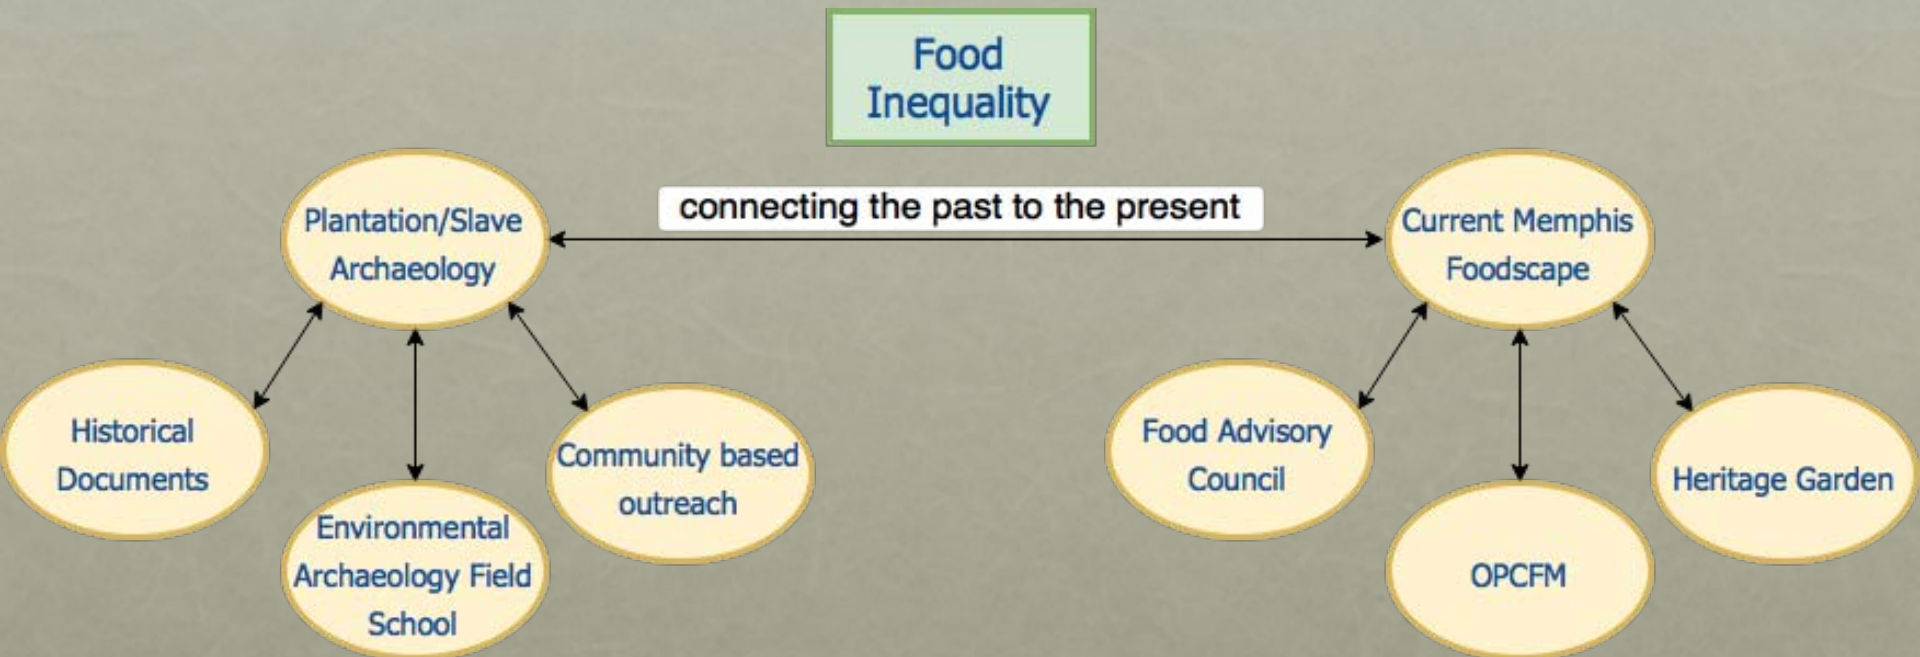 Food
Inequality
connecting the past to the present
Plantation/Slave
Archaeology
Current Memphis
Foodscape
Historical
Documents
Environmental
Archaeology Field
School
Community based
outreach
Food Advisory
Council
OPCFM
Heritage Garden